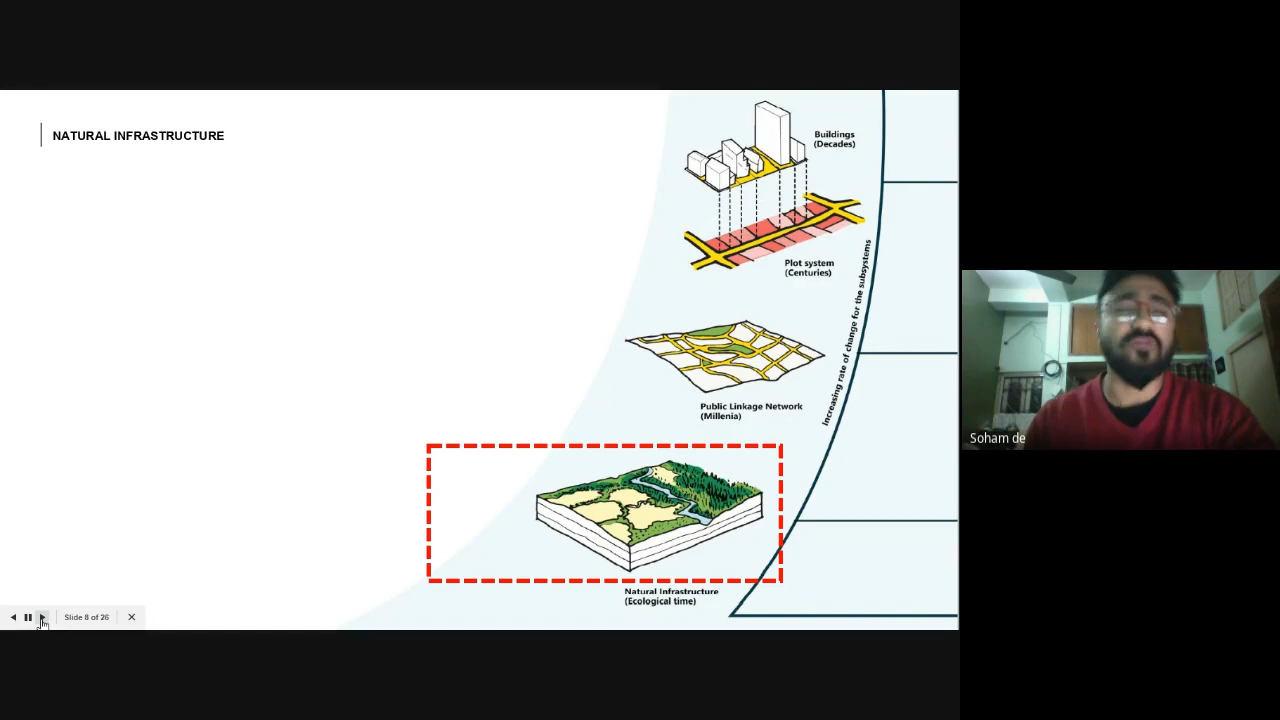 NATURAL INFRASTRUCTURE
Buildings
(Decades)
Plot system
(Centuries)
Increasing rate of change for the subsystems
Public Linkage Network
(Millenia)
Natural Infrastructure
(Ecological time)
Slide 8 of 26
Soham de